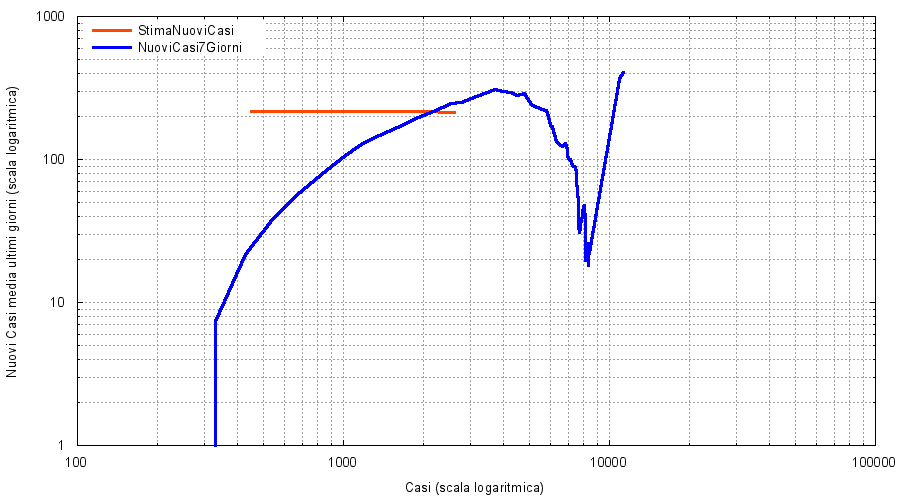 1000
StimaNuoviCasi
NuoviCasi7Giorni
100
10
1
Nuovi Casi media ultimi giorni (scala logaritmica)
100
1000
10000
100000
Casi (scala logaritmica)